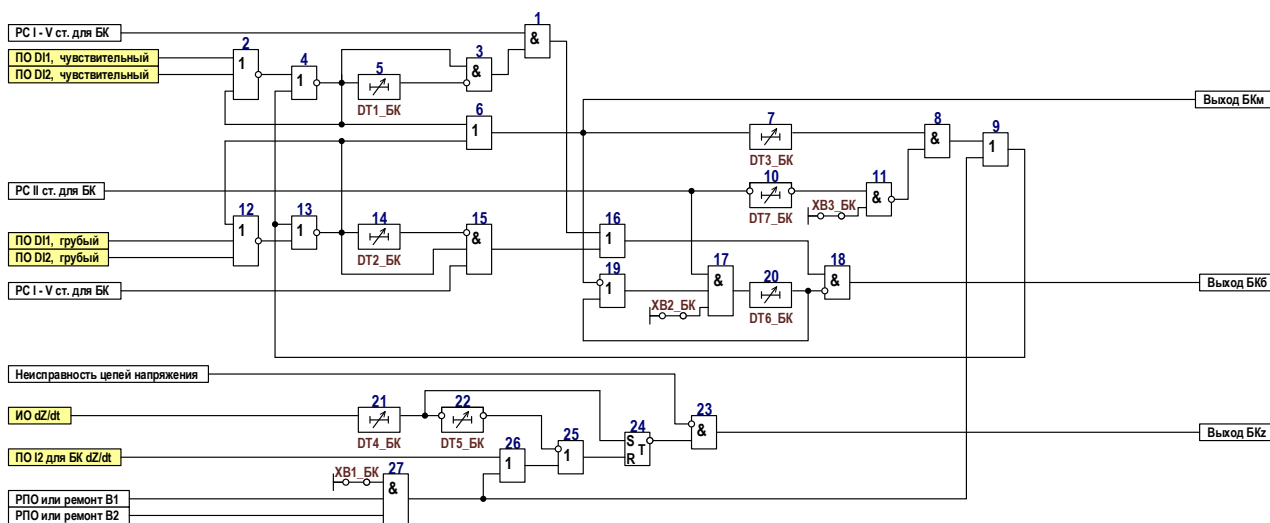 1
РС I - V ст. для БК
&
2
ПО DI1, чувствительный
1
3
4
ПО DI2, чувствительный
5
&
1
DT1_БК
Выход БКм
6
1
7
8
9
&
1
DT3_БК
РС II ст. для БК
10
11
&
DT7_БК
XB3_БК
12
13
14
15
16
1
1
&
1
ПО DI1, грубый
ПО DI2, грубый
DT2_БК
17
18
19
20
&
&
1
РС I - V ст. для БК
Выход БКб
XB2_БК
DT6_БК
Неисправность цепей напряжения
21
22
23
ИО dZ/dt
24
&
S
T
R
DT4_БК
DT5_БК
25
26
Выход БКz
1
1
ПО I2 для БК dZ/dt
27
XB1_БК
&
РПО или ремонт В1
РПО или ремонт В2